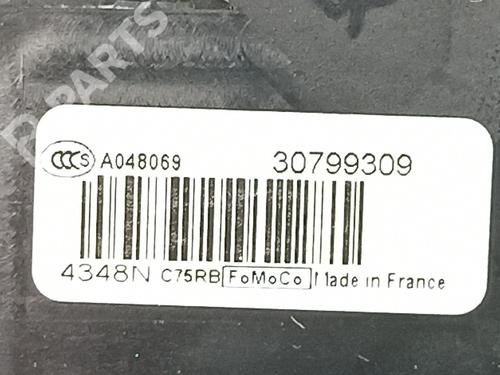 B-PARTS
CCC S A048069 30799309
4348N C75RB FoMoCo Made in France